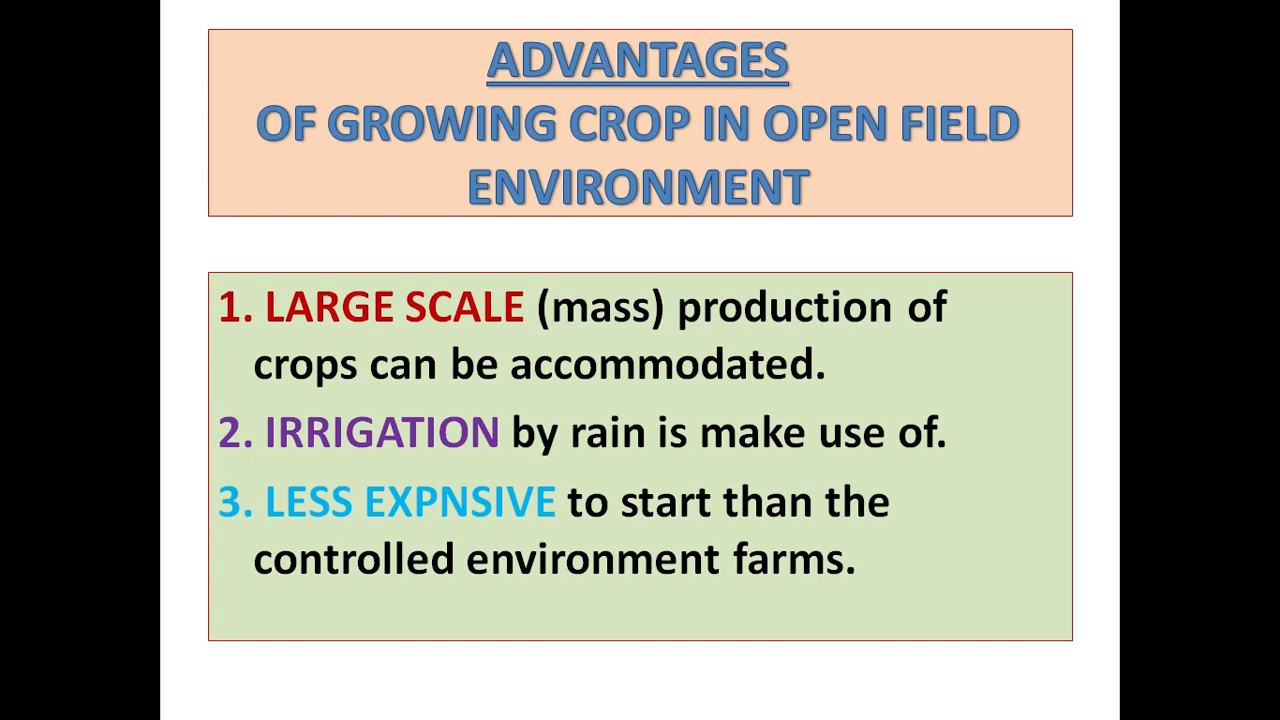 ADVANTAGES
OF GROWING CROP IN OPEN FIELD
ENVIRONMENT
1. LARGE SCALE (mass) production of
crops can be accommodated.
2. IRRIGATION by rain is make use of.
3. LESS EXPNSIVE to start than the
controlled environment farms.